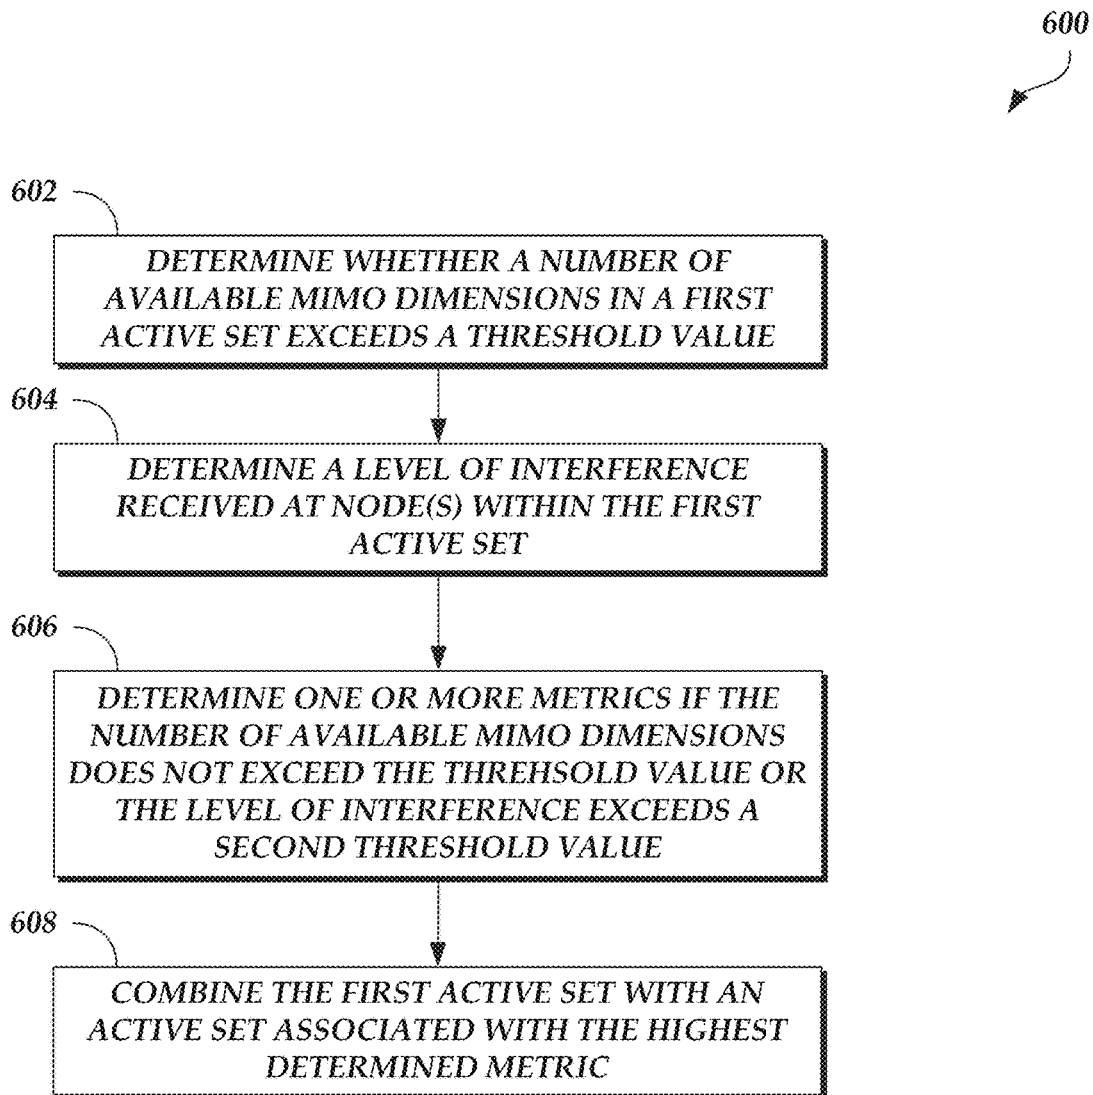 600
602
DETERMINE WHETHER A NUMBER OF
AVAILABLE MIMO DIMENSIONS IN A FIRST
ACTIVE SET EXCEEDS A THRESHOLD VALUE
604
DETERMINE A LEVEL OF INTERFERENCE
RECEIVED AT NODE(S) WITHIN THE FIRST
ACTIVE SET
606
DETERMINE ONE OR MORE METRICS IF THE
NUMBER OF AVAILABLE MIMO DIMENSIONS
DOES NOT EXCEED THE THREHSOLD VALUE OR
THE LEVEL OF INTERFERENCE EXCEEDS A
SECOND THRESHOLD VALUE
608
COMBINE THE FIRST ACTIVE SET WITH AN
ACTIVE SET ASSOCIATED WITH THE HIGHEST
DETERMINED METRIC